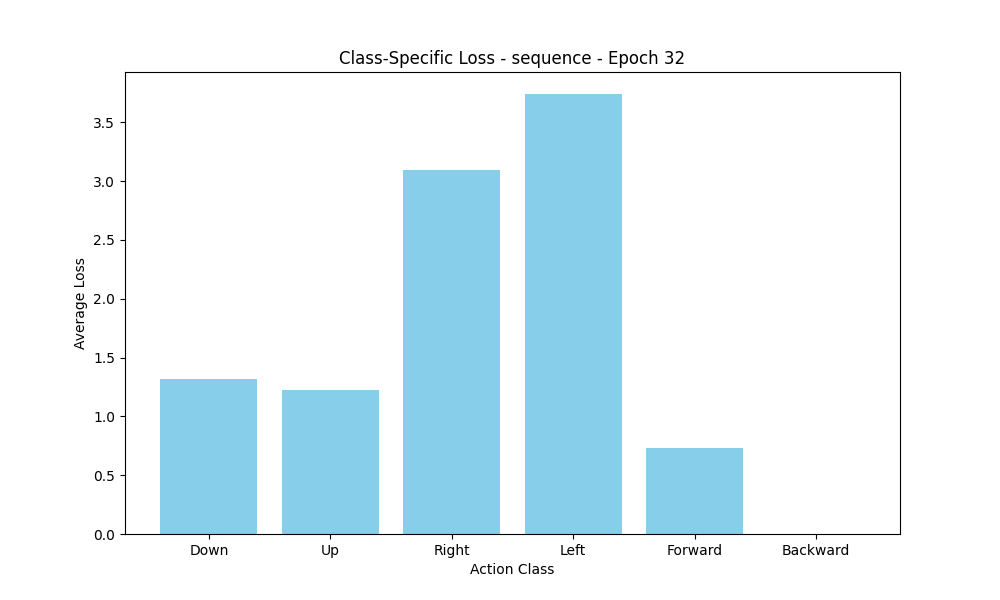 Class-Specific Loss - sequence - Epoch 32
3.5
3.0
2.5
2.0
1.5
1.0
0.5
0.0
Average Loss
Down Up Right Left Forward Backward
Action Class